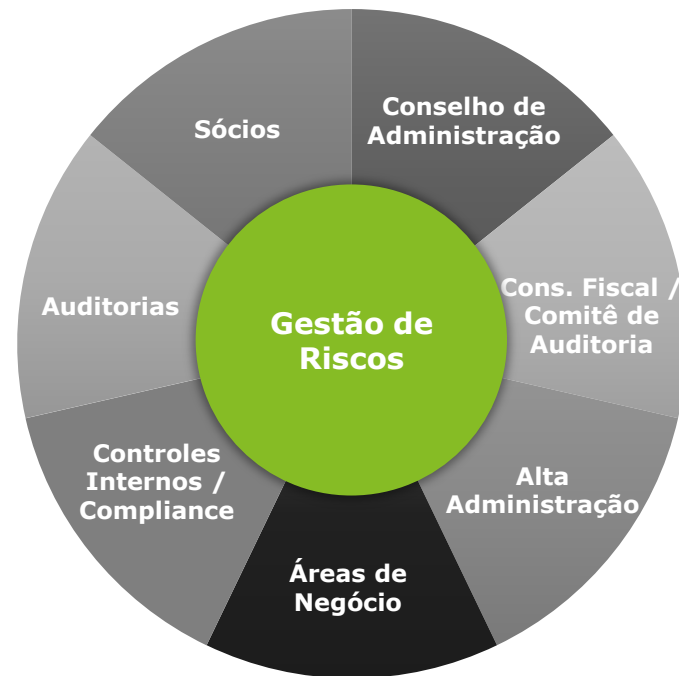 Sócios
Conselho de
Administração
Auditorias
Cons. Fiscal /
Comitê de
Auditoria
Gestão de
Riscos
Controles
Internos /
Compliance
Alta
Administração
Áreas de
Negócio